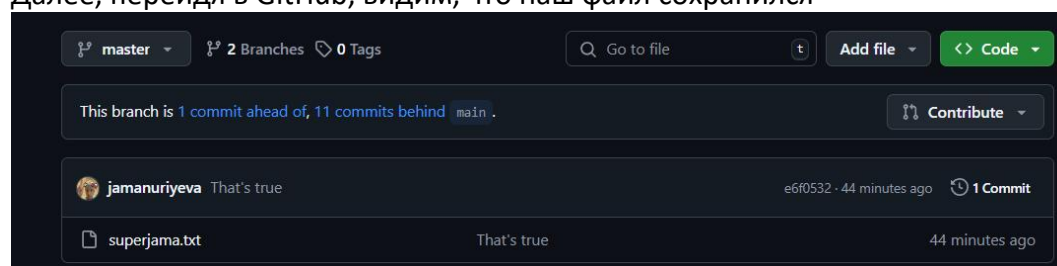 Далее, перейдя в GitHub, видим, что наш файл сохранился
master 2 Branches 0 Tags Go to file t Add file <> Code
This branch is 1 commit ahead of, 11 commits behind main .
Contribute
jamanuriyeva That's true e6f0532 · 44 minutes ago 1 Commit
superjama.txt That's true 44 minutes ago